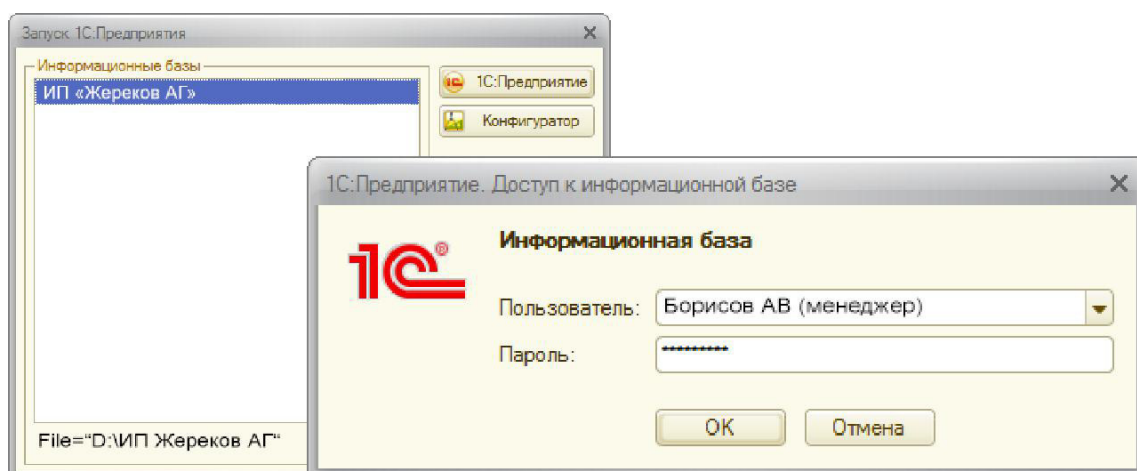 Запуск 1С:Предприятия
Информационные базы
ИП «Жереков АГ»
1С:Предприятие
Конфигуратор
File="D:\ИП Жереков АГ"
1С:Предприятие. Доступ к информационной базе
1С®
Информационная база
Пользователь: Борисов АВ (менеджер)
Пароль: *********
OK
Отмена